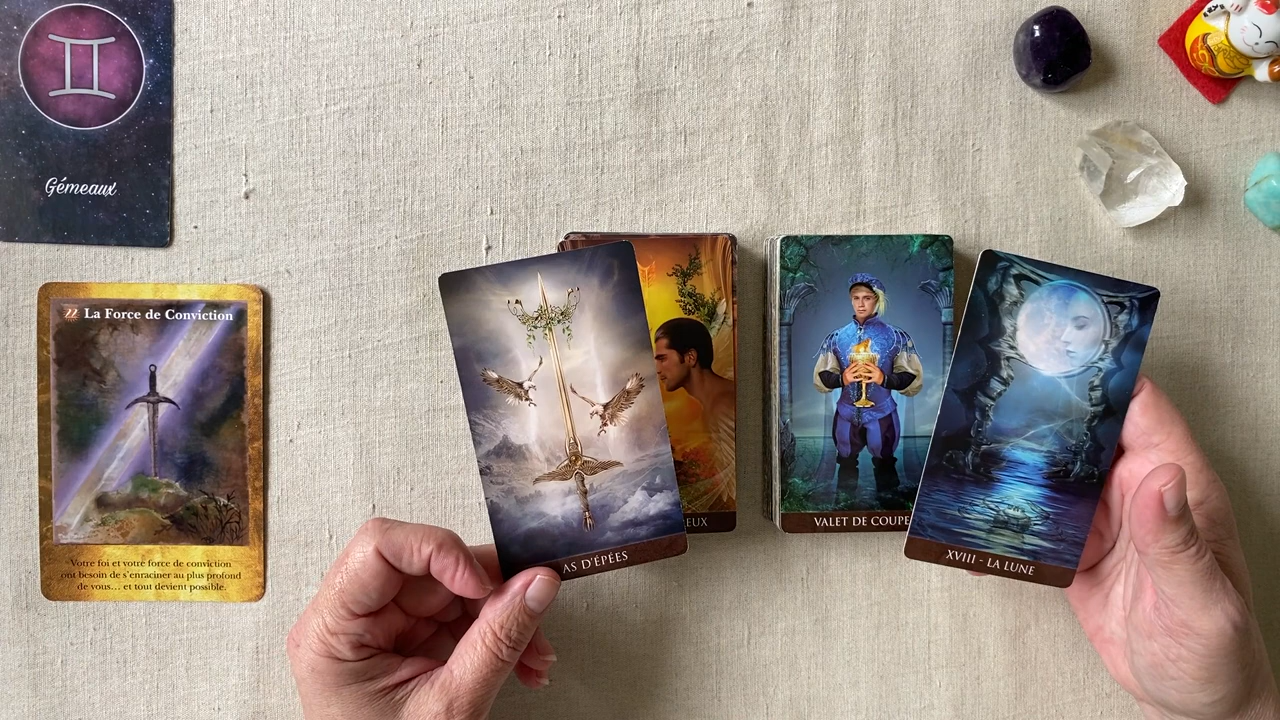 Gémeaux
22 La Force de Conviction
Votre foi et votre force de conviction
ont besoin de s'enraciner au plus profond
de vous... et tout devient possible.
AS D'ÉPÉES
EUX
VALET DE COUPE
XVIII - LA LUNE